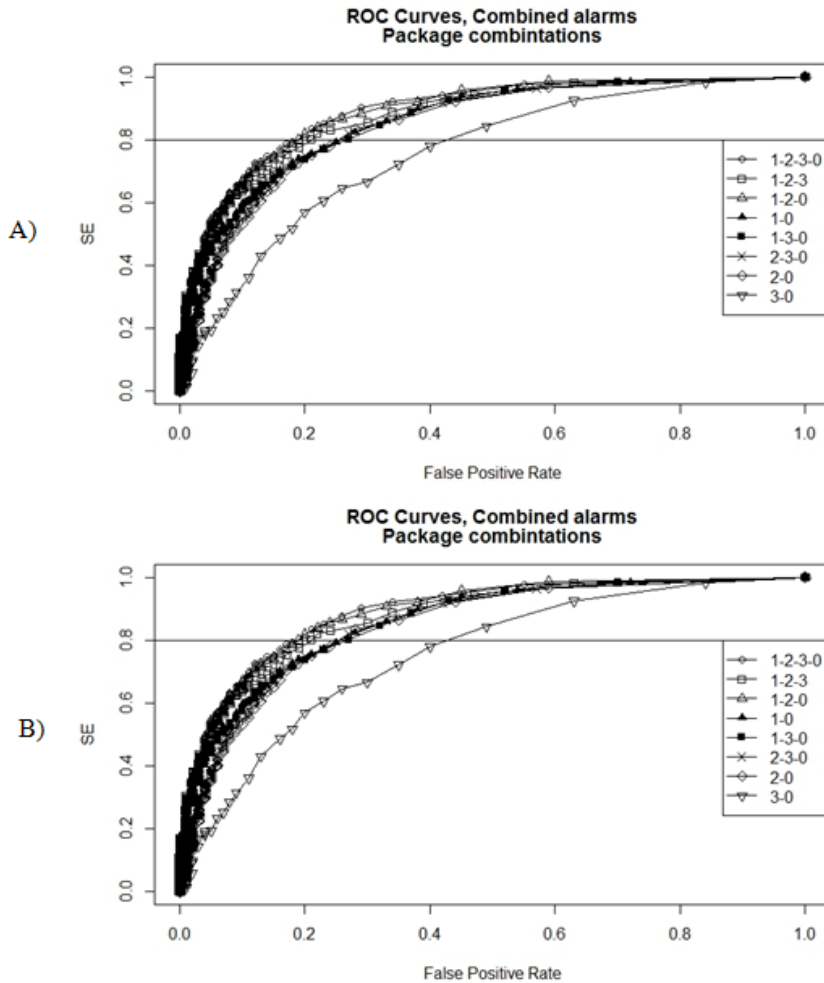 ROC Curves, Combined alarms
Package combintations
A)
SE
1.0
0.8
0.6
0.4
0.2
0.0
1-2-3-0
1-2-3
1-2-0
1-0
1-3-0
2-3-0
2-0
3-0
0.0 0.2 0.4 0.6 0.8 1.0
False Positive Rate
ROC Curves, Combined alarms
Package combintations
B)
SE
1.0
0.8
0.6
0.4
0.2
0.0
1-2-3-0
1-2-3
1-2-0
1-0
1-3-0
2-3-0
2-0
3-0
0.0 0.2 0.4 0.6 0.8 1.0
False Positive Rate